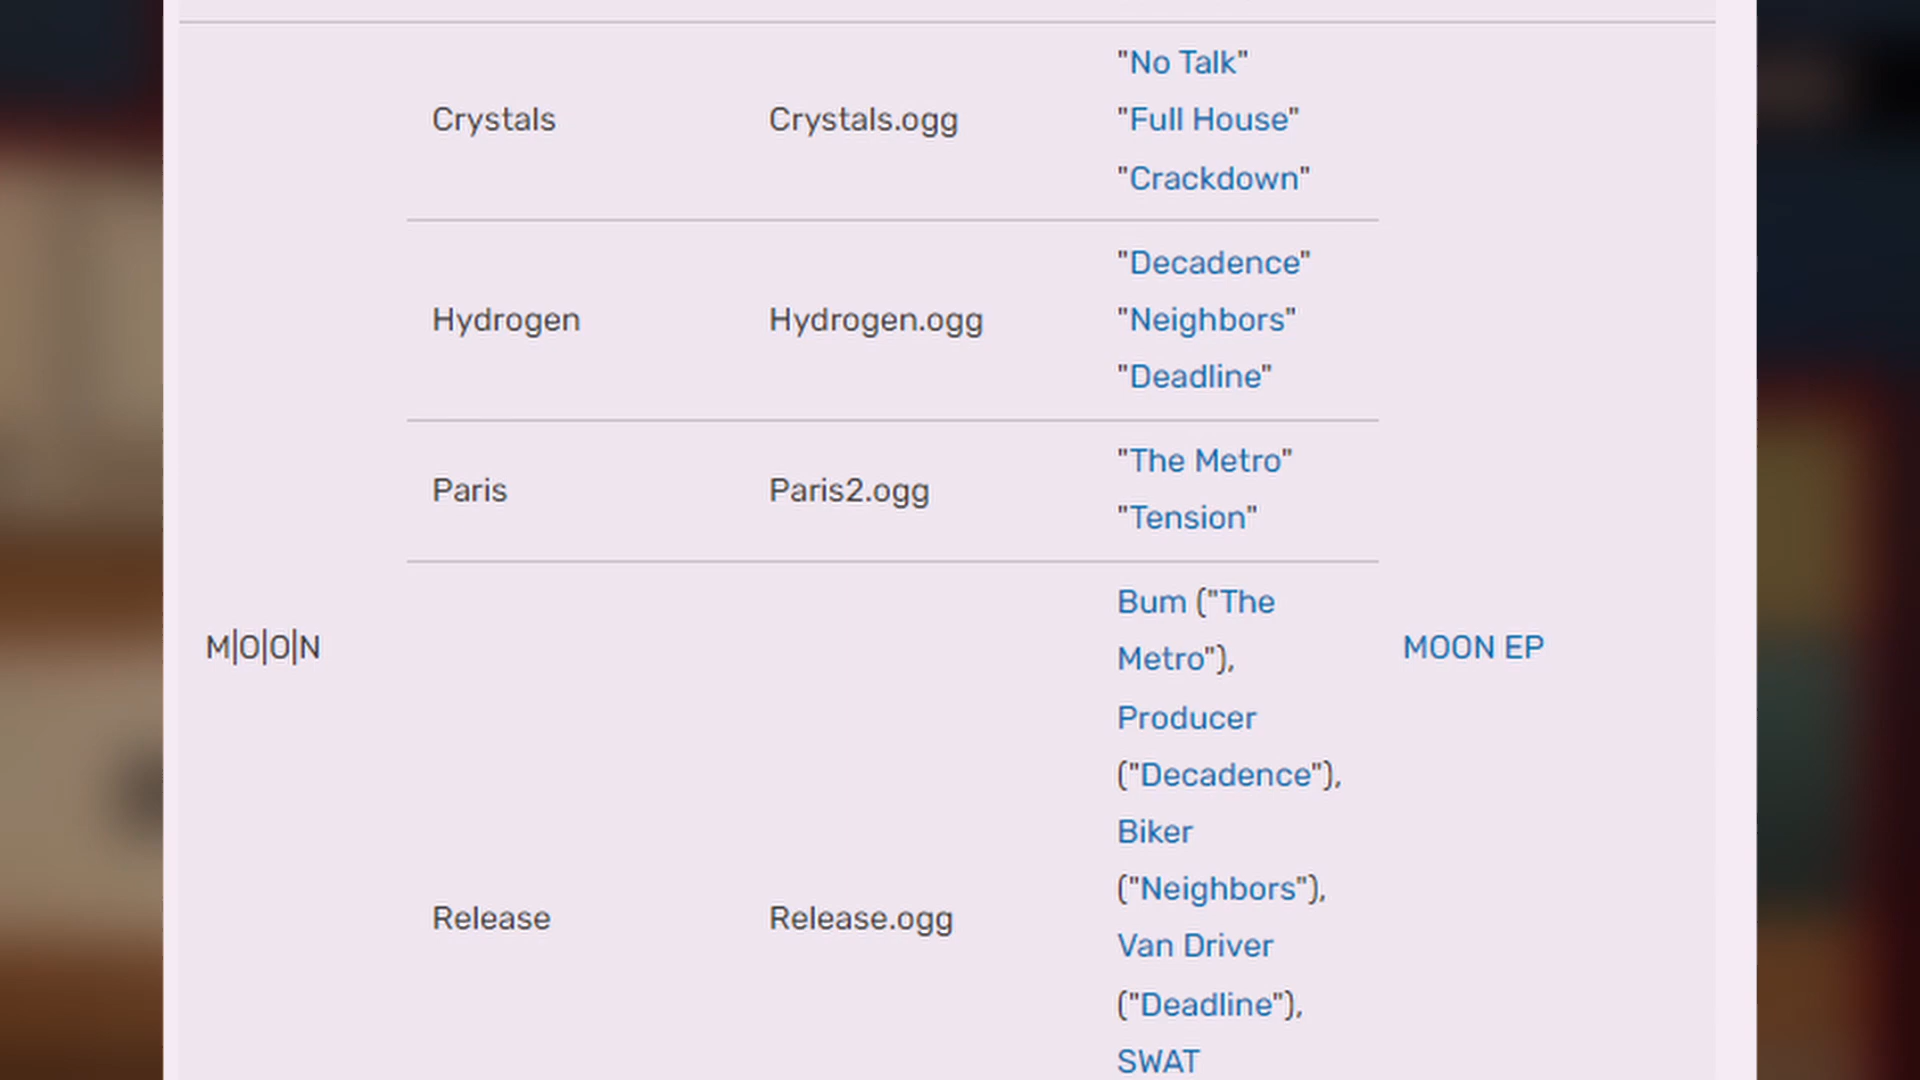 "No Talk"
Crystals Crystals.ogg "Full House"
"Crackdown"
"Decadence"
Hydrogen Hydrogen.ogg "Neighbors"
"Deadline"
"The Metro"
Paris Paris2.ogg
"Tension"
Bum ("The
M|O|O|N MOON EP
Metro"),
Producer
("Decadence"),
Biker
("Neighbors"),
Release Release.ogg
Van Driver
("Deadline"),
SWAT